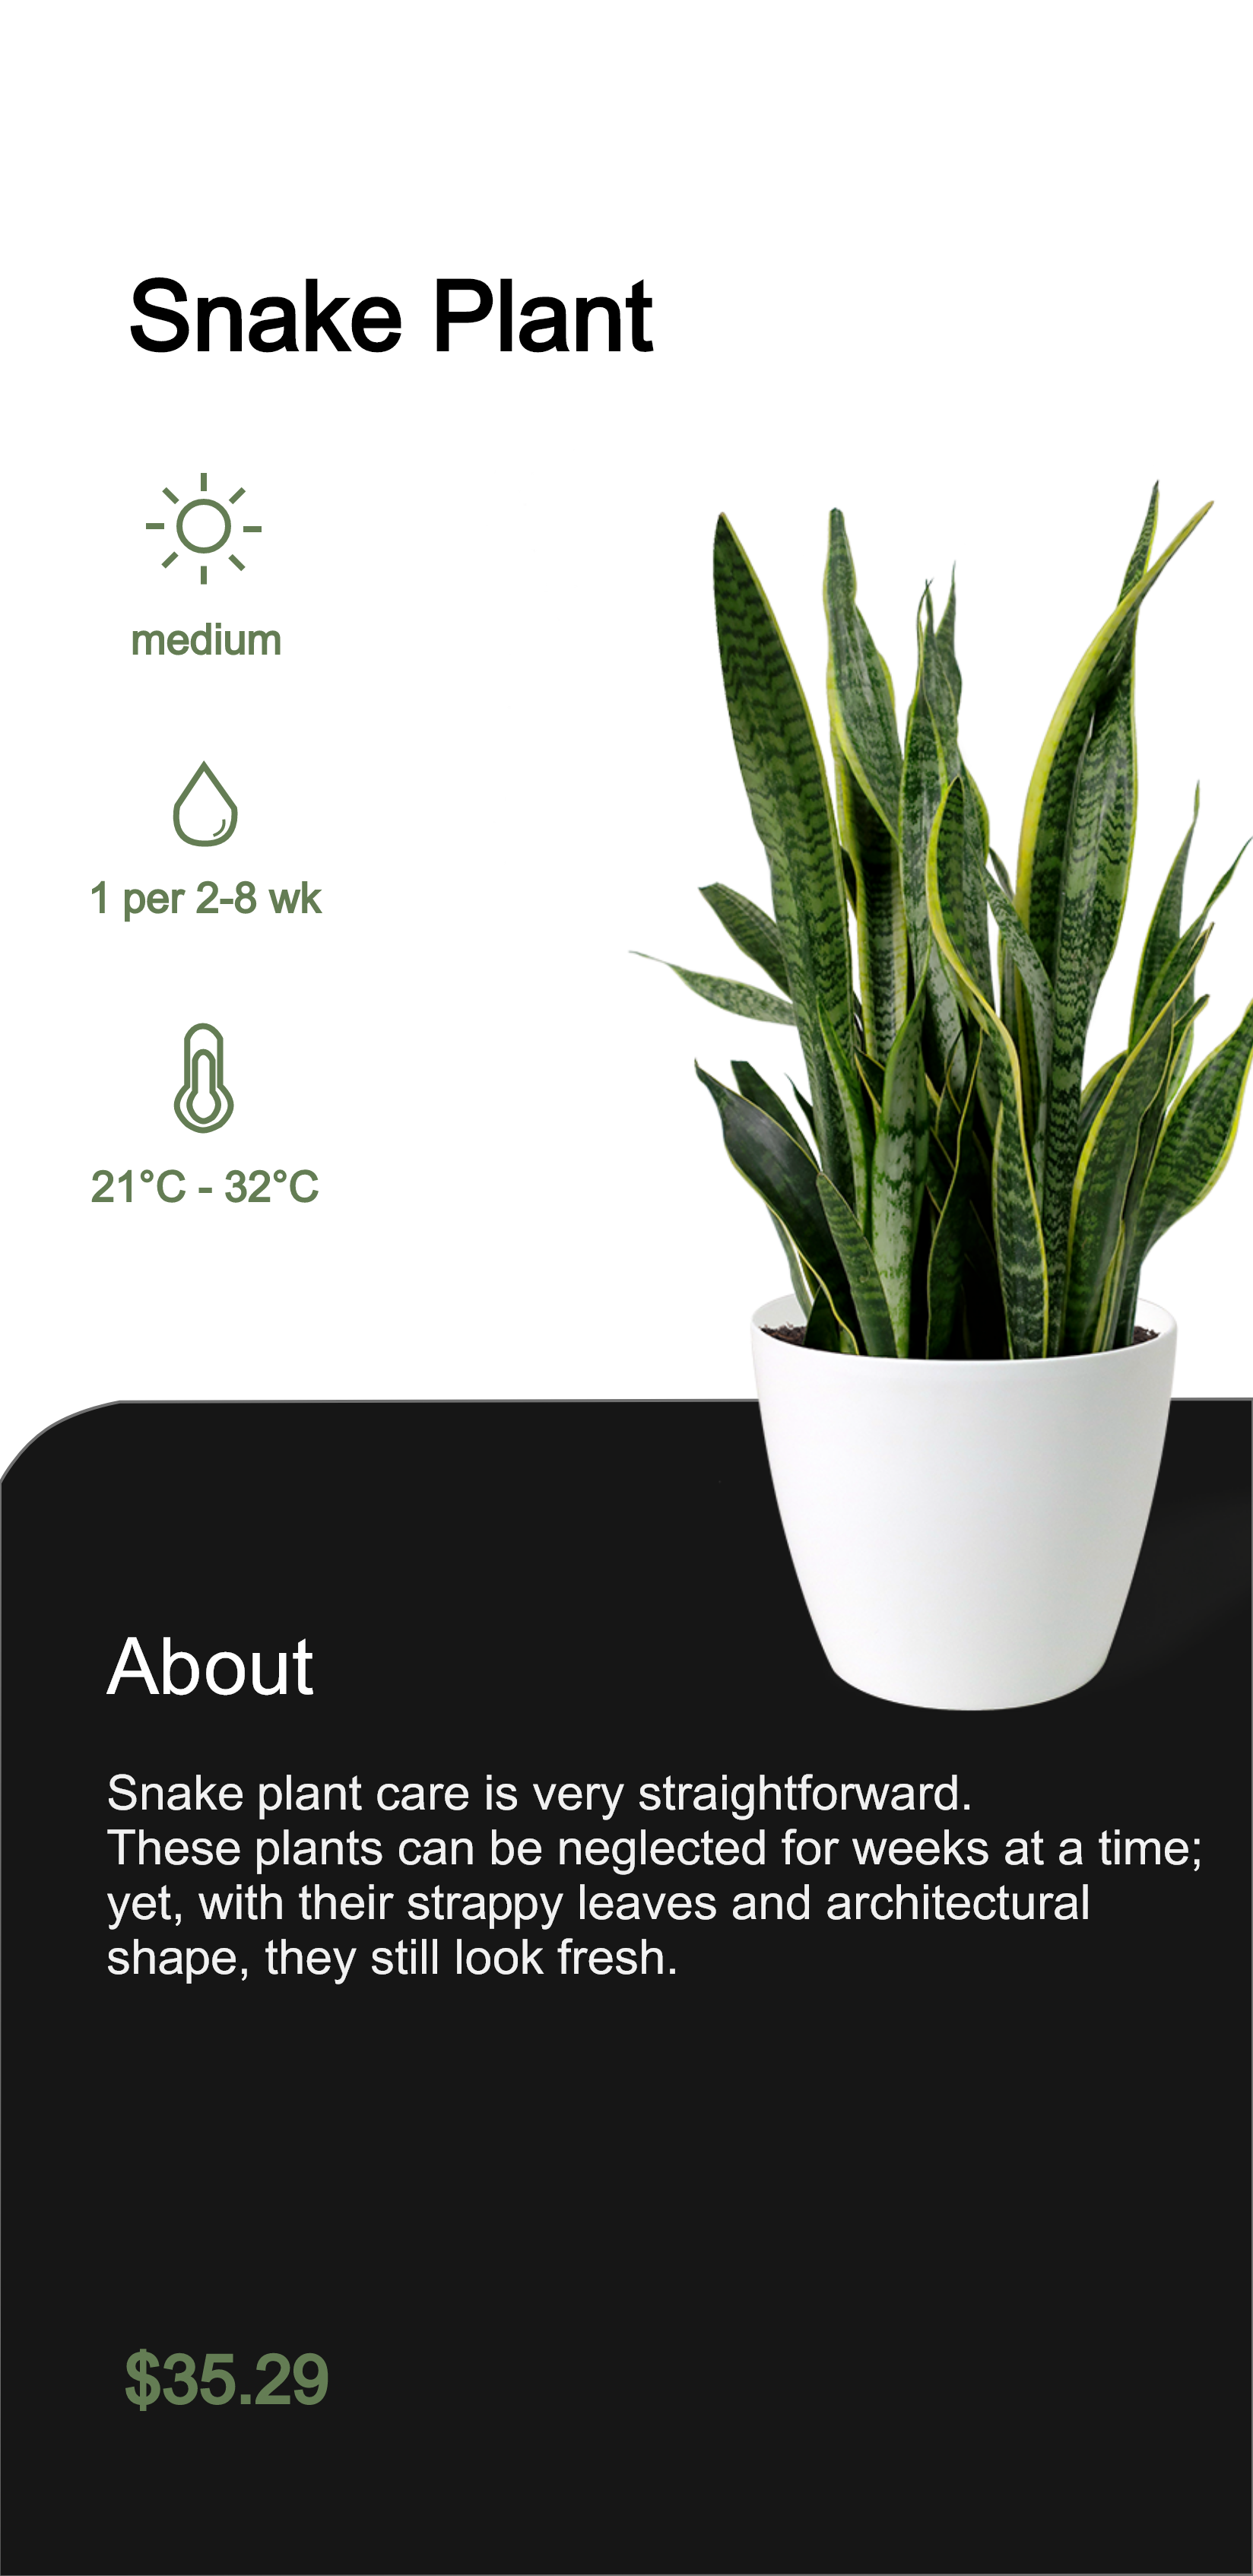 Snake Plant
medium
1 per 2-8 wk
21°C - 32°C
About
Snake plant care is very straightforward.
These plants can be neglected for weeks at a time;
yet, with their strappy leaves and architectural
shape, they still look fresh.
$35.29